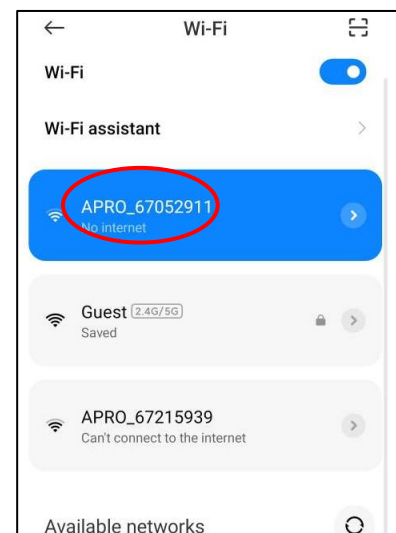 Wi-Fi
Wi-Fi
Wi-Fi assistant
APRO_67052911
No internet
Guest 2.4G/5G
Saved
APRO_67215939
Can't connect to the internet
Available networks